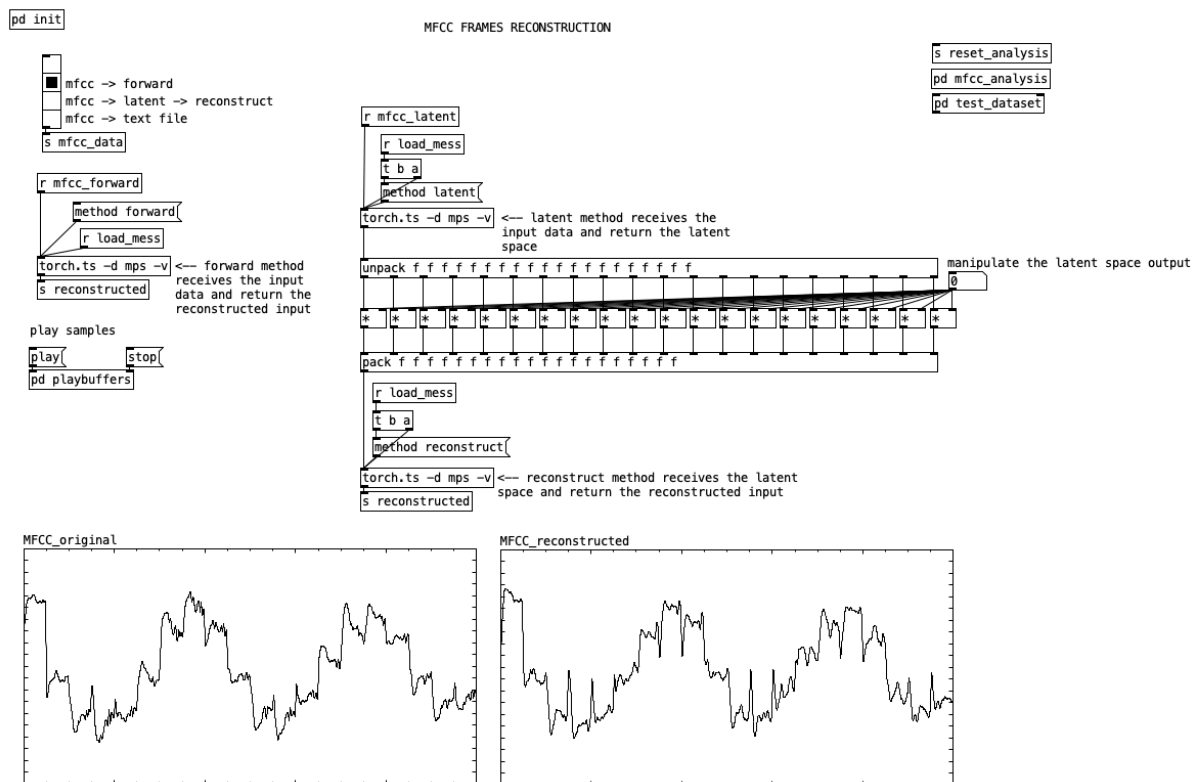 pd init
MFCC FRAMES RECONSTRUCTION
mfcc -> forward
mfcc -> latent -> reconstruct
mfcc -> text file
s mfcc_data
s reset_analysis
pd mfcc_analysis
pd test_dataset
r mfcc_forward
method forward
r load_mess
torch.ts -d mps -v
<-- forward method
receives the input
data and return the
reconstructed input
s reconstructed
play samples
play
stop
pd playbuffers
r mfcc_latent
r load_mess
t b a
method latent
torch.ts -d mps -v
<-- latent method receives the
input data and return the latent
space
unpack f f f f f f f f f f f f f f f f f f f f
manipulate the latent space output
0
* * * * * * * * * * * * * * * * * * * *
pack f f f f f f f f f f f f f f f f f f f f
r load_mess
t b a
method reconstruct
torch.ts -d mps -v
<-- reconstruct method receives the latent
space and return the reconstructed input
s reconstructed
MFCC_original
MFCC_reconstructed